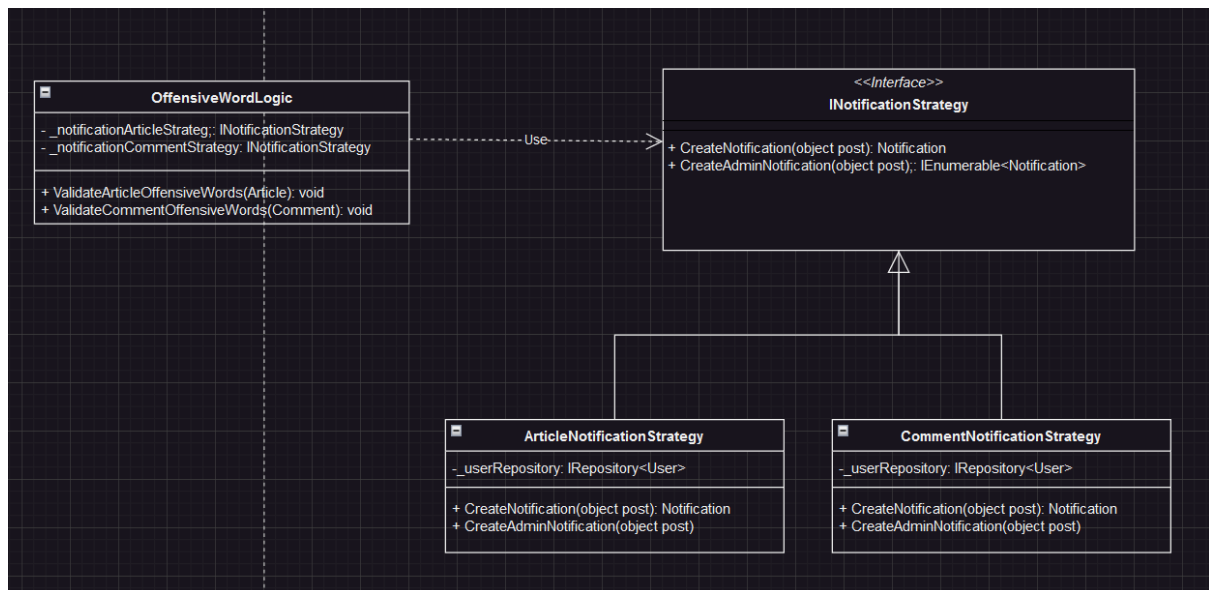 OffensiveWordLogic
- _notificationArticleStrateg;: INotificationStrategy
- _notificationCommentStrategy: INotificationStrategy
+ ValidateArticleOffensiveWords(Article): void
+ ValidateCommentOffensiveWords(Comment): void
Use
<<Interface>>
INotificationStrategy
+ CreateNotification(object post): Notification
+ CreateAdminNotification(object post);: IEnumerable<Notification>
ArticleNotificationStrategy
-_userRepository: IRepository<User>
+ CreateNotification(object post): Notification
+ CreateAdminNotification(object post)
CommentNotificationStrategy
-_userRepository: IRepository<User>
+ CreateNotification(object post): Notification
+ CreateAdminNotification(object post)